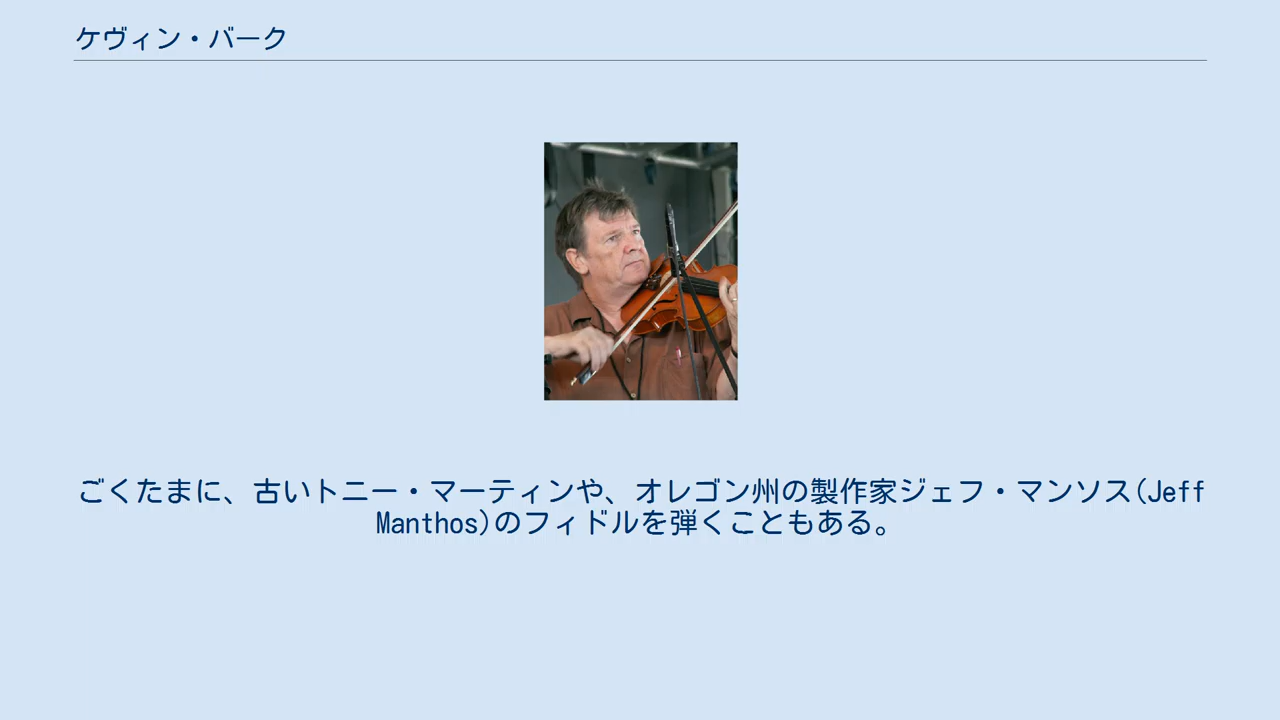 ケヴィン・バーク
ごくたまに、古いトニー・マーティンや、オレゴン州の製作家ジェフ・マンソス(Jeff
Manthos)のフィドルを弾くこともある。